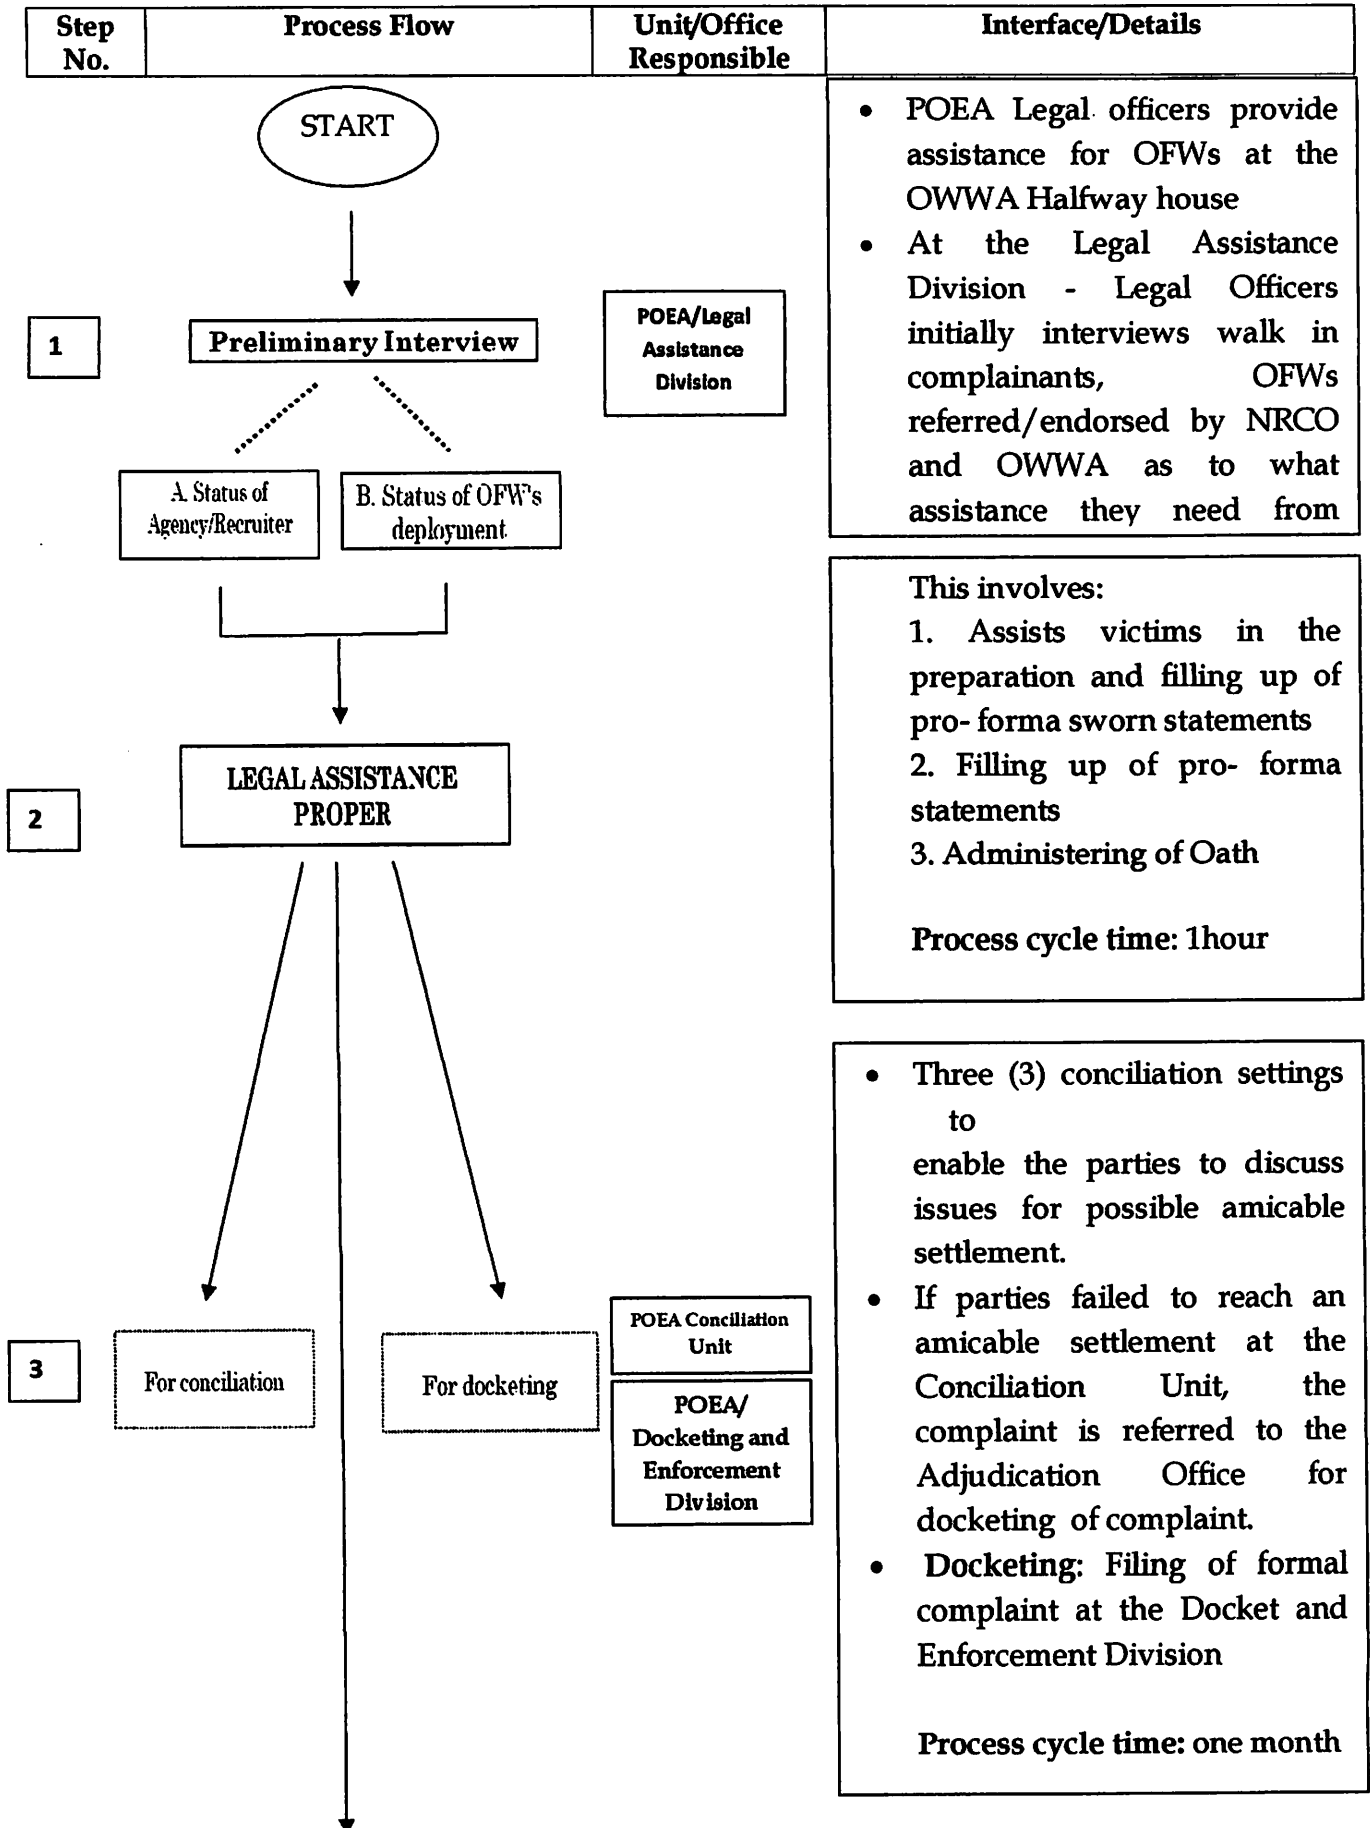 Step No.
Process Flow
Unit/Office Responsible
Interface/Details
START
1
Preliminary Interview
POEA/Legal
Assistance
Division
A. Status of
Agency/Recruiter
B. Status of OFW's
deployment
• POEA Legal officers provide
assistance for OFWs at the
OWWA Halfway house
• At the Legal Assistance
Division - Legal Officers
initially interviews walk in
complainants, OFWs
referred/endorsed by NRCO
and OWWA as to what
assistance they need from
2
LEGAL ASSISTANCE
PROPER
This involves:
1. Assists victims in the
preparation and filling up of
pro- forma sworn statements
2. Filling up of pro- forma
statements
3. Administering of Oath
Process cycle time: 1hour
3
For conciliation
For docketing
POEA Conciliation
Unit
POEA/
Docketing and
Enforcement
Division
• Three (3) conciliation settings
to
enable the parties to discuss
issues for possible amicable
settlement.
• If parties failed to reach an
amicable settlement at the
Conciliation Unit, the
complaint is referred to the
Adjudication Office for
docketing of complaint.
• Docketing: Filing of formal
complaint at the Docket and
Enforcement Division
Process cycle time: one month